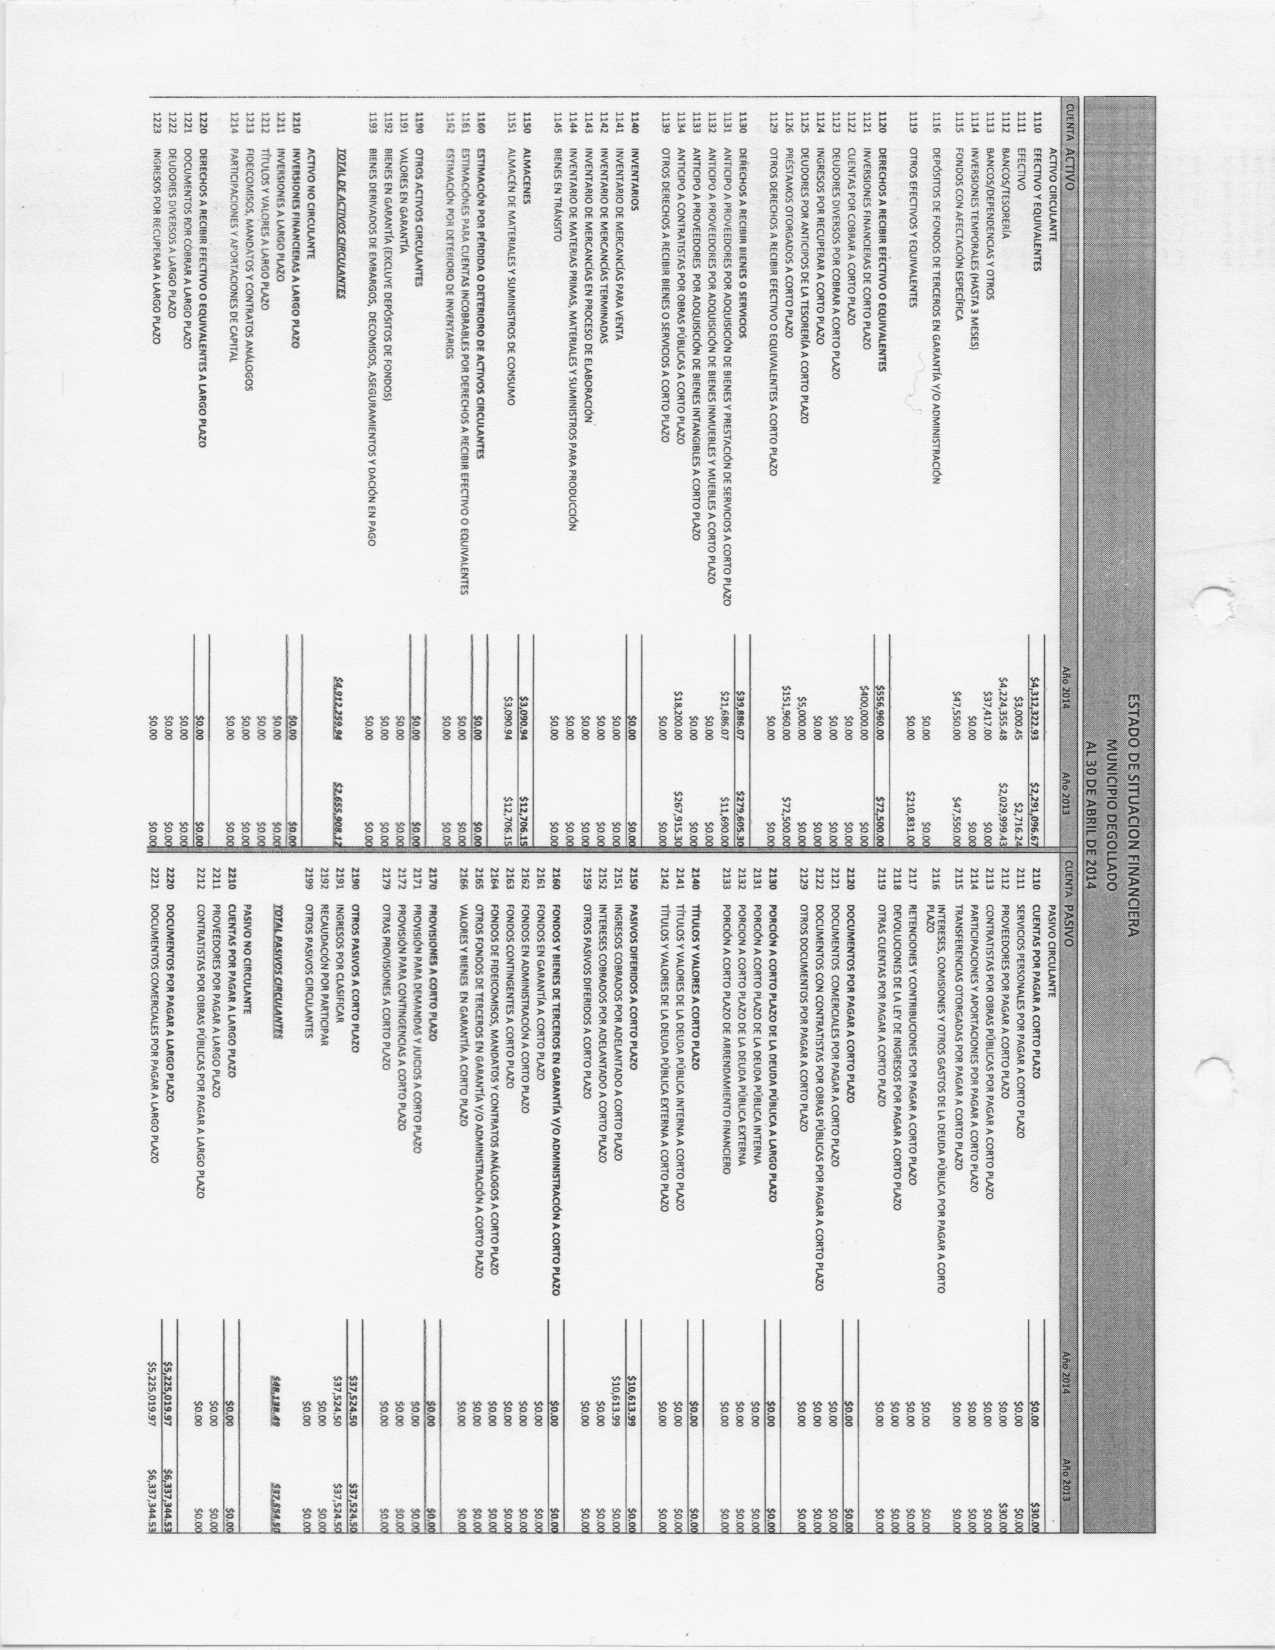 ESTADO DE SITUACION FINANCIERA
MUNICIPIO DEGOLLADO
AL 30 DE ABRIL DE 2014
CUENTA ACTIVO Año 2014 Año 2013
ACTIVO CIRCULANTE
1110 EFECTIVO Y EQUIVALENTES $4,312,322.93 $2,291,096.67
1111 EFECTIVO $3,000.45 $2,716.24
1112 BANCOS/TESORERÍA $4,224,355.48 $2,029,999.43
1113 BANCOS/DEPENDENCIAS Y OTROS $37,417.00 $0.00
1114 INVERSIONES TEMPORALES (HASTA 3 MESES) $0.00 $0.00
1115 FONDOS CON AFECTACIÓN ESPECÍFICA $47,550.00 $47,550.00
1116 DEPÓSITOS DE FONDOS DE TERCEROS EN GARANTÍA Y/O ADMINISTRACIÓN $0.00 $0.00
1119 OTROS EFECTIVOS Y EQUIVALENTES $0.00 $210,831.00
1120 DERECHOS A RECIBIR EFECTIVO O EQUIVALENTES $556,960.00 $72,500.00
1121 INVERSIONES FINANCIERAS DE CORTO PLAZO $400,000.00 $0.00
1122 CUENTAS POR COBRAR A CORTO PLAZO $0.00 $0.00
1123 DEUDORES DIVERSOS POR COBRAR A CORTO PLAZO $0.00 $0.00
1124 INGRESOS POR RECUPERAR A CORTO PLAZO $0.00 $0.00
1125 DEUDORES POR ANTICIPOS DE LA TESORERÍA A CORTO PLAZO $5,000.00 $0.00
1126 PRÉSTAMOS OTORGADOS A CORTO PLAZO $151,960.00 $72,500.00
1129 OTROS DERECHOS A RECIBIR EFECTIVO O EQUIVALENTES A CORTO PLAZO $0.00 $0.00
1130 DERECHOS A RECIBIR BIENES O SERVICIOS $39,886.07 $279,605.30
1131 ANTICIPO A PROVEEDORES POR ADQUISICIÓN DE BIENES Y PRESTACIÓN DE SERVICIOS A CORTO PLAZO $21,686.07 $11,690.00
1132 ANTICIPO A PROVEEDORES POR ADQUISICIÓN DE BIENES INMUEBLES Y MUEBLES A CORTO PLAZO $0.00 $0.00
1133 ANTICIPO A PROVEEDORES POR ADQUISICIÓN DE BIENES INTANGIBLES A CORTO PLAZO $0.00 $0.00
1134 ANTICIPO A CONTRATISTAS POR OBRAS PÚBLICAS A CORTO PLAZO $18,200.00 $267,915.30
1139 OTROS DERECHOS A RECIBIR BIENES O SERVICIOS A CORTO PLAZO $0.00 $0.00
1140 INVENTARIOS $0.00 $0.00
1141 INVENTARIO DE MERCANCÍAS PARA VENTA $0.00 $0.00
1142 INVENTARIO DE MERCANCÍAS TERMINADAS $0.00 $0.00
1143 INVENTARIO DE MERCANCÍAS EN PROCESO DE ELABORACIÓN $0.00 $0.00
1144 INVENTARIO DE MATERIAS PRIMAS, MATERIALES Y SUMINISTROS PARA PRODUCCIÓN $0.00 $0.00
1145 BIENES EN TRÁNSITO $0.00 $0.00
1150 ALMACENES $3,090.94 $12,706.15
1151 ALMACÉN DE MATERIALES Y SUMINISTROS DE CONSUMO $3,090.94 $12,706.15
1160 ESTIMACIÓN POR PÉRDIDA O DETERIORO DE ACTIVOS CIRCULANTES $0.00 $0.00
1161 ESTIMACIONES PARA CUENTAS INCOBRABLES POR DERECHOS A RECIBIR EFECTIVO O EQUIVALENTES $0.00 $0.00
1162 ESTIMACIÓN POR DETERIORO DE INVENTARIOS $0.00 $0.00
1190 OTROS ACTIVOS CIRCULANTES $0.00 $0.00
1191 VALORES EN GARANTÍA $0.00 $0.00
1192 BIENES EN GARANTÍA (EXCLUYE DEPÓSITOS DE FONDOS) $0.00 $0.00
1193 BIENES DERIVADOS DE EMBARGOS, DECOMISOS, ASEGURAMIENTOS Y DACIÓN EN PAGO $0.00 $0.00
TOTAL DE ACTIVOS CIRCULANTES $4,912,259.94 $2,655,908.12
ACTIVO NO CIRCULANTE
1210 INVERSIONES FINANCIERAS A LARGO PLAZO $0.00 $0.00
1211 INVERSIONES A LARGO PLAZO $0.00 $0.00
1212 TÍTULOS Y VALORES A LARGO PLAZO $0.00 $0.00
1213 FIDEICOMISOS, MANDATOS Y CONTRATOS ANÁLOGOS $0.00 $0.00
1214 PARTICIPACIONES Y APORTACIONES DE CAPITAL $0.00 $0.00
1220 DERECHOS A RECIBIR EFECTIVO O EQUIVALENTES A LARGO PLAZO $0.00 $0.00
1221 DOCUMENTOS POR COBRAR A LARGO PLAZO $0.00 $0.00
1222 DEUDORES DIVERSOS A LARGO PLAZO $0.00 $0.00
1223 INGRESOS POR RECUPERAR A LARGO PLAZO $0.00 $0.00
CUENTA PASIVO Año 2014 Año 2013
PASIVO CIRCULANTE
2110 CUENTAS POR PAGAR A CORTO PLAZO $0.00 $30.00
2111 SERVICIOS PERSONALES POR PAGAR A CORTO PLAZO $0.00 $0.00
2112 PROVEEDORES POR PAGAR A CORTO PLAZO $0.00 $30.00
2113 CONTRATISTAS POR OBRAS PÚBLICAS POR PAGAR A CORTO PLAZO $0.00 $0.00
2114 PARTICIPACIONES Y APORTACIONES POR PAGAR A CORTO PLAZO $0.00 $0.00
2115 TRANSFERENCIAS OTORGADAS POR PAGAR A CORTO PLAZO $0.00 $0.00
2116 INTERESES, COMISIONES Y OTROS GASTOS DE LA DEUDA PÚBLICA POR PAGAR A CORTO
PLAZO $0.00 $0.00
2117 RETENCIONES Y CONTRIBUCIONES POR PAGAR A CORTO PLAZO $0.00 $0.00
2118 DEVOLUCIONES DE LA LEY DE INGRESOS POR PAGAR A CORTO PLAZO $0.00 $0.00
2119 OTRAS CUENTAS POR PAGAR A CORTO PLAZO $0.00 $0.00
2120 DOCUMENTOS POR PAGAR A CORTO PLAZO $0.00 $0.00
2121 DOCUMENTOS COMERCIALES POR PAGAR A CORTO PLAZO $0.00 $0.00
2122 DOCUMENTOS CON CONTRATISTAS POR OBRAS PÚBLICAS POR PAGAR A CORTO PLAZO $0.00 $0.00
2129 OTROS DOCUMENTOS POR PAGAR A CORTO PLAZO $0.00 $0.00
2130 PORCIÓN A CORTO PLAZO DE LA DEUDA PÚBLICA A LARGO PLAZO $0.00 $0.00
2131 PORCIÓN A CORTO PLAZO DE LA DEUDA PÚBLICA INTERNA $0.00 $0.00
2132 PORCION A CORTO PLAZO DE LA DEUDA PÚBLICA EXTERNA $0.00 $0.00
2133 PORCIÓN A CORTO PLAZO DE ARRENDAMIENTO FINANCIERO $0.00 $0.00
2140 TÍTULOS Y VALORES A CORTO PLAZO $0.00 $0.00
2141 TÍTULOS Y VALORES DE LA DEUDA PÚBLICA INTERNA A CORTO PLAZO $0.00 $0.00
2142 TÍTULOS Y VALORES DE LA DEUDA PÚBLICA EXTERNA A CORTO PLAZO $0.00 $0.00
2150 PASIVOS DIFERIDOS A CORTO PLAZO $10,613.99 $0.00
2151 INGRESOS COBRADOS POR ADELANTADO A CORTO PLAZO $10,613.99 $0.00
2152 INTERESES COBRADOS POR ADELANTADO A CORTO PLAZO $0.00 $0.00
2159 OTROS PASIVOS DIFERIDOS A CORTO PLAZO $0.00 $0.00
2160 FONDOS Y BIENES DE TERCEROS EN GARANTÍA Y/O ADMINISTRACIÓN A CORTO PLAZO $0.00 $0.00
2161 FONDOS EN GARANTÍA A CORTO PLAZO $0.00 $0.00
2162 FONDOS EN ADMINISTRACIÓN A CORTO PLAZO $0.00 $0.00
2163 FONDOS CONTINGENTES A CORTO PLAZO $0.00 $0.00
2164 FONDOS DE FIDEICOMISOS, MANDATOS Y CONTRATOS ANÁLOGOS A CORTO PLAZO $0.00 $0.00
2165 OTROS FONDOS DE TERCEROS EN GARANTÍA Y/O ADMINISTRACIÓN A CORTO PLAZO $0.00 $0.00
2166 VALORES Y BIENES EN GARANTÍA A CORTO PLAZO $0.00 $0.00
2170 PROVISIONES A CORTO PLAZO $0.00 $0.00
2171 PROVISIÓN PARA DEMANDAS Y JUICIOS A CORTO PLAZO $0.00 $0.00
2172 PROVISIÓN PARA CONTINGENCIAS A CORTO PLAZO $0.00 $0.00
2179 OTRAS PROVISIONES A CORTO PLAZO $0.00 $0.00
2190 OTROS PASIVOS A CORTO PLAZO $37,524.50 $37,524.50
2191 INGRESOS POR CLASIFICAR $37,524.50 $37,524.50
2192 RECAUDACIÓN POR PARTICIPAR $0.00 $0.00
2199 OTROS PASIVOS CIRCULANTES $0.00 $0.00
TOTAL PASIVOS CIRCULANTES $48,138.49 $37,554.50
PASIVO NO CIRCULANTE
2210 CUENTAS POR PAGAR A LARGO PLAZO $0.00 $0.00
2211 PROVEEDORES POR PAGAR A LARGO PLAZO $0.00 $0.00
2212 CONTRATISTAS POR OBRAS PÚBLICAS POR PAGAR A LARGO PLAZO $0.00 $0.00
2220 DOCUMENTOS POR PAGAR A LARGO PLAZO $5,225,019.97 $6,337,344.53
2221 DOCUMENTOS COMERCIALES POR PAGAR A LARGO PLAZO $5,225,019.97 $6,337,344.53